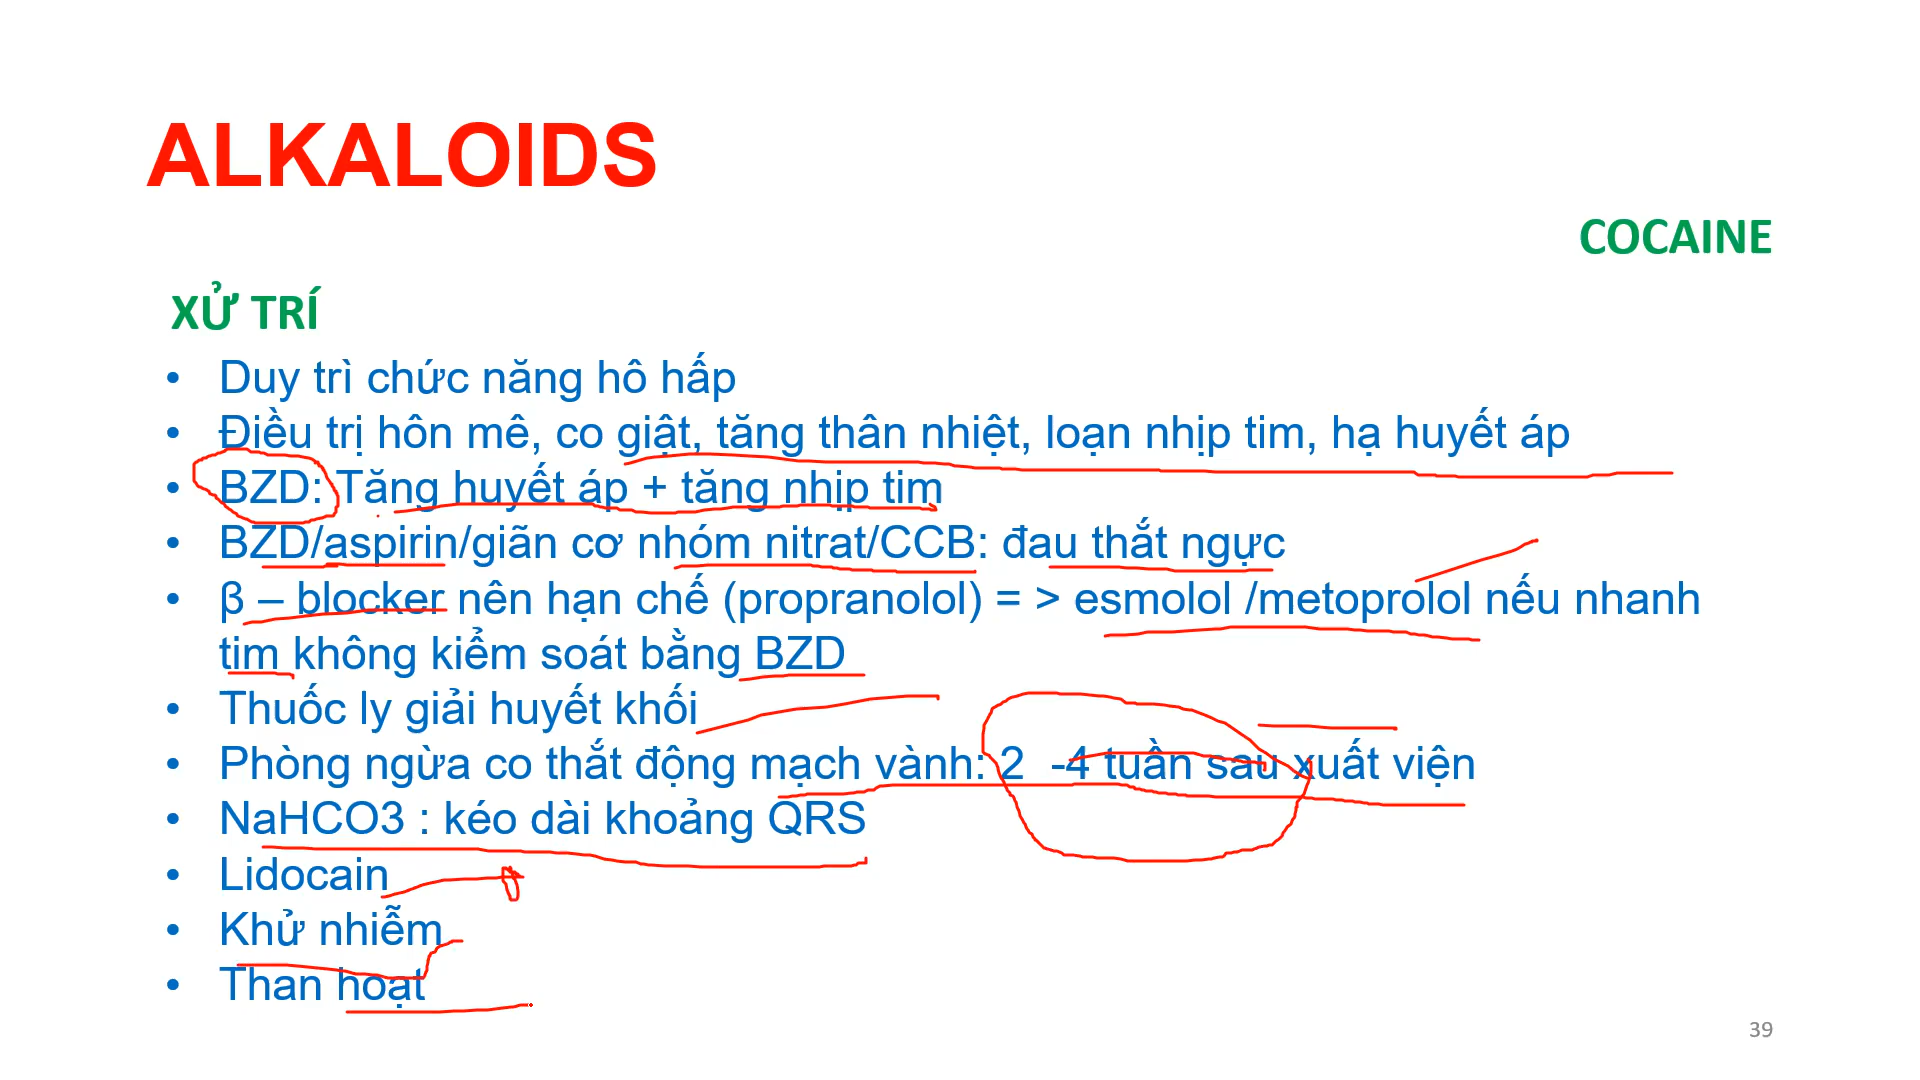 ALKALOIDS
COCAINE
XỬ TRÍ
• Duy trì chức năng hô hấp
• Điều trị hôn mê, co giật, tăng thân nhiệt, loạn nhịp tim, hạ huyết áp
• BZD: Tăng huyết áp + tăng nhịp tim
• BZD/aspirin/giãn cơ nhóm nitrat/CCB: đau thắt ngực
• β – blocker nên hạn chế (propranolol) = > esmolol /metoprolol nếu nhanh
tim không kiểm soát bằng BZD
• Thuốc ly giải huyết khối
• Phòng ngừa co thắt động mạch vành: 2 -4 tuần sau xuất viện
• NaHCO3 : kéo dài khoảng QRS
• Lidocain
• Khử nhiễm
• Than hoạt
39